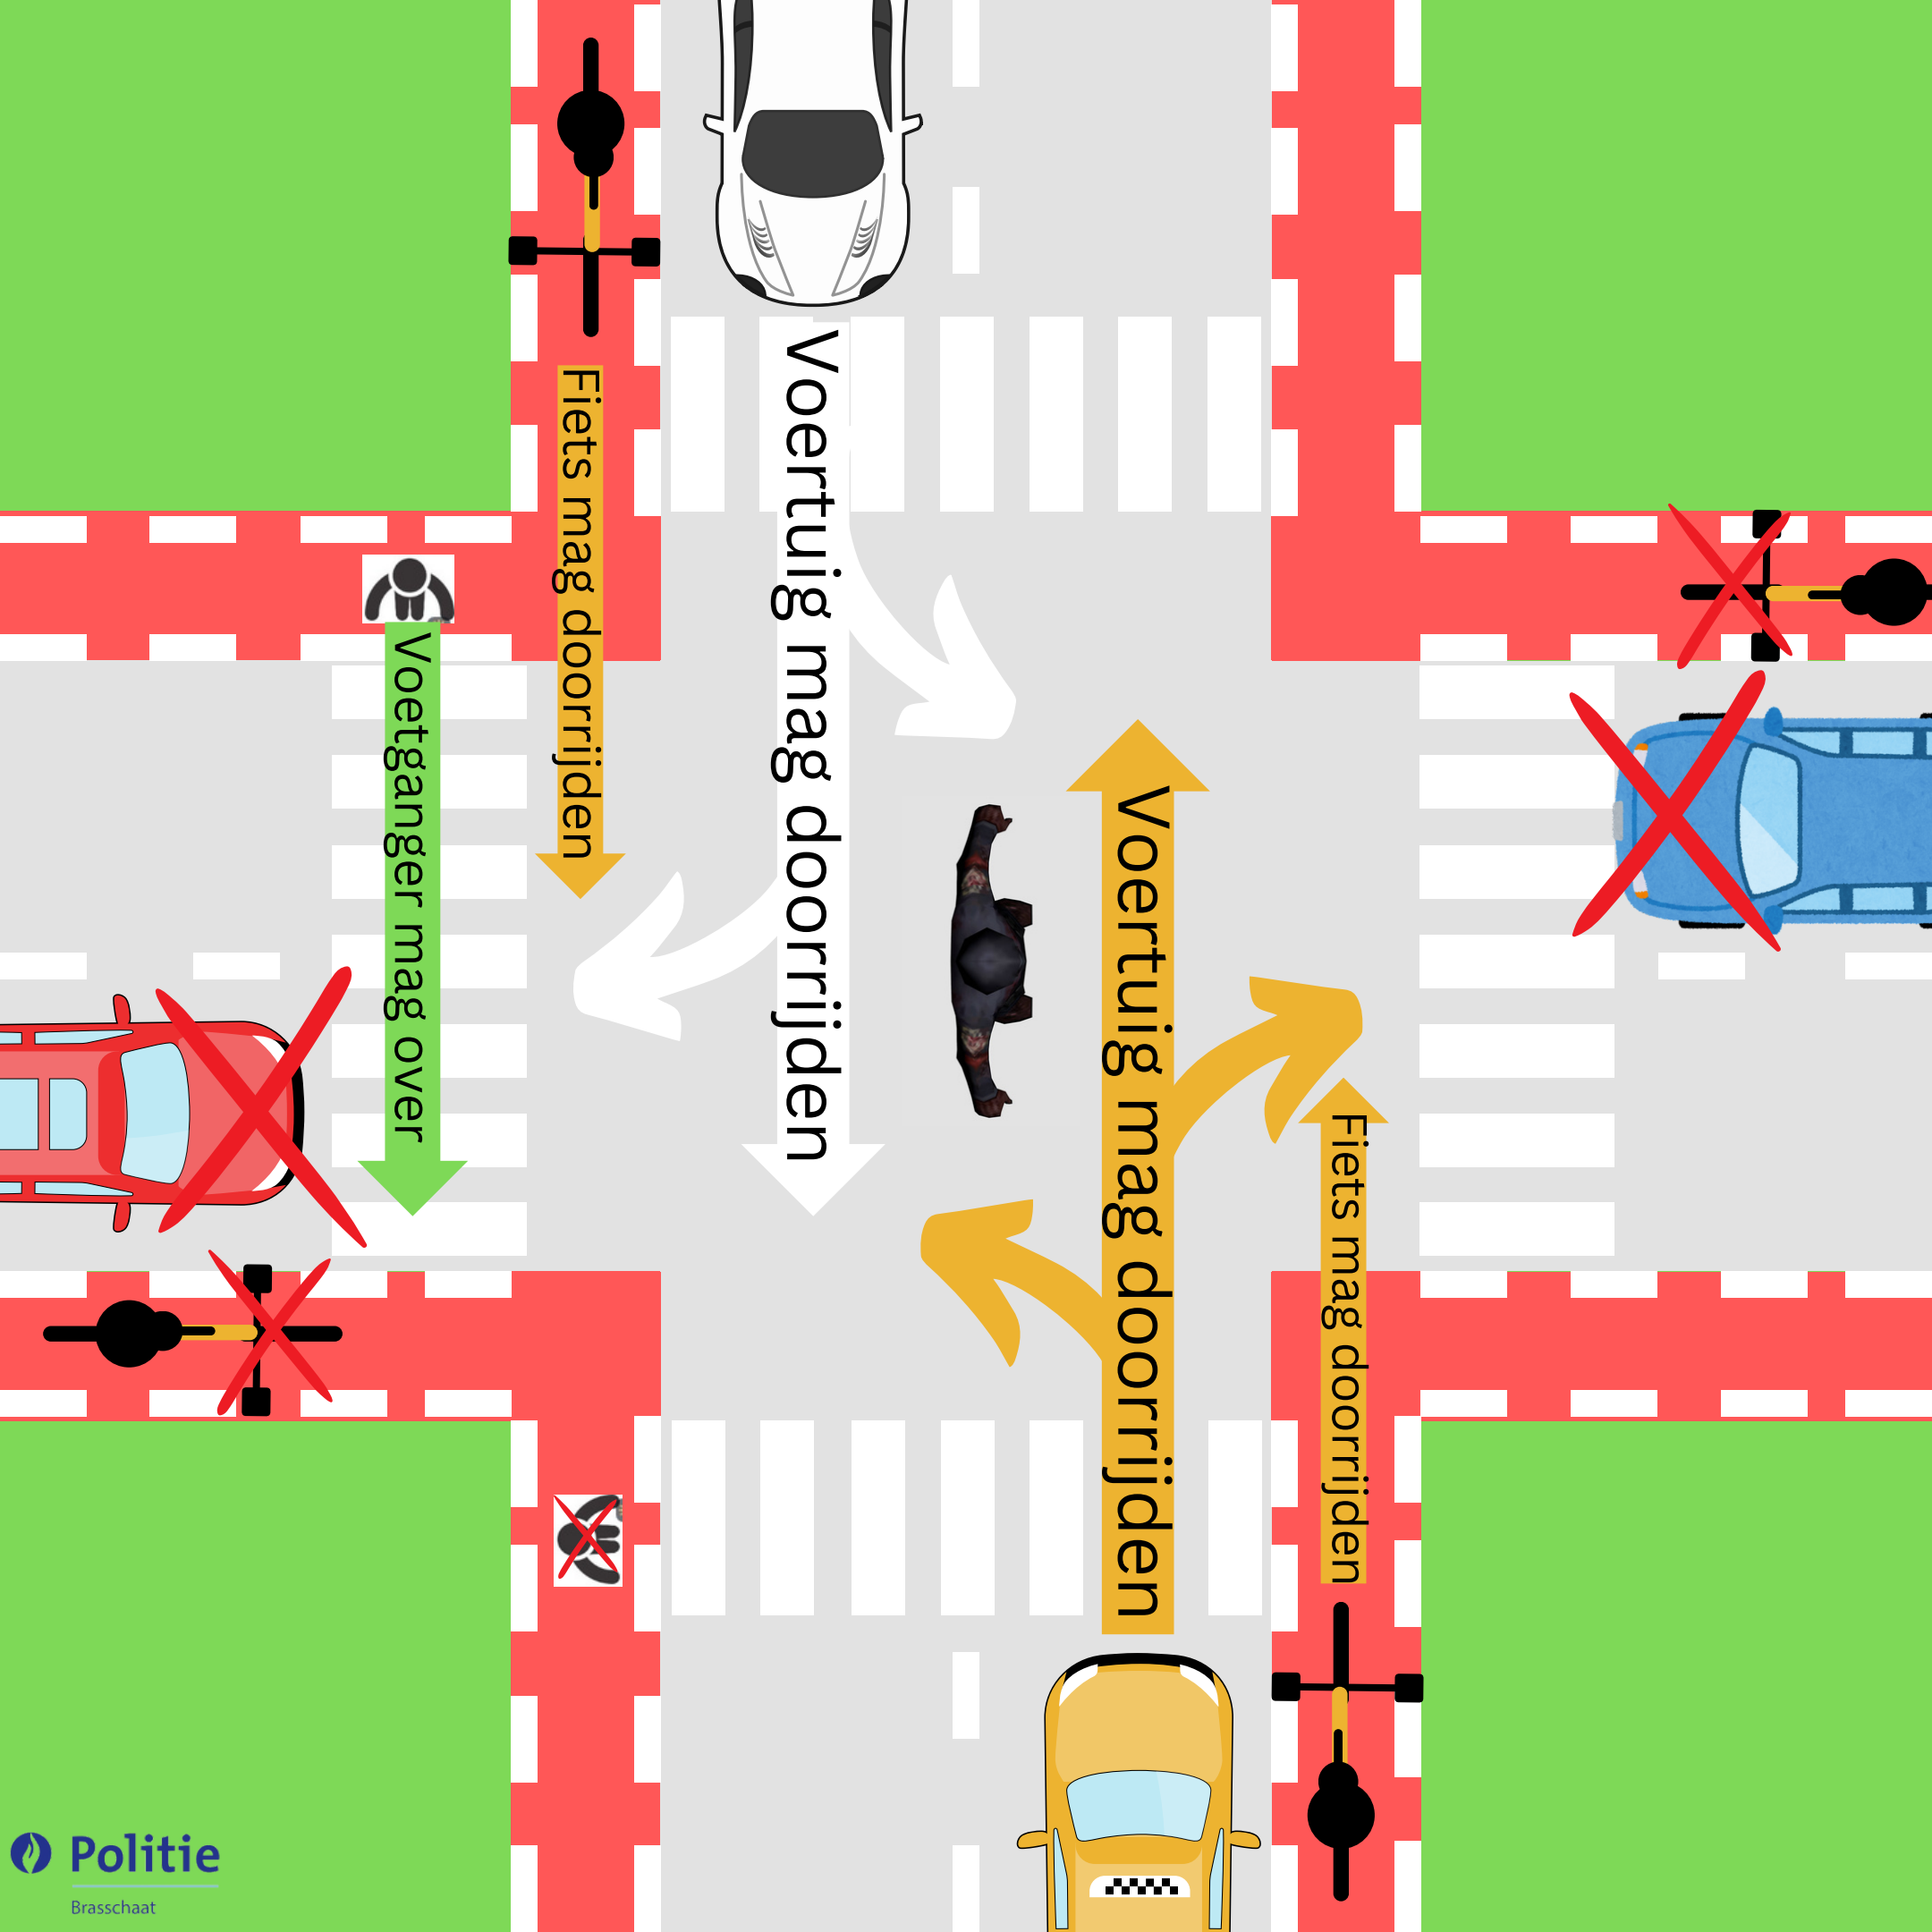 Voertuig mag doorrijden
Fiets mag doorrijden
Voetganger mag over
Voertuig mag doorrijden
Fiets mag doorrijden
Politie
Brasschaat